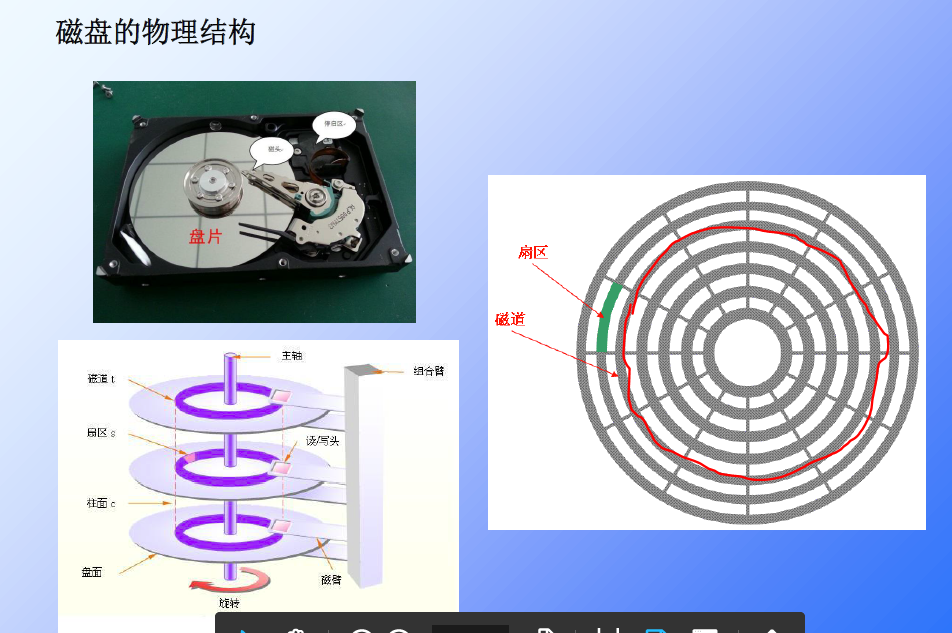 磁盘的物理结构
停泊区
磁头
盘片
扇区
磁道
主轴
组合臂
磁道 t
扇区 s
读/写头
柱面 c
盘面
磁臂
旋转